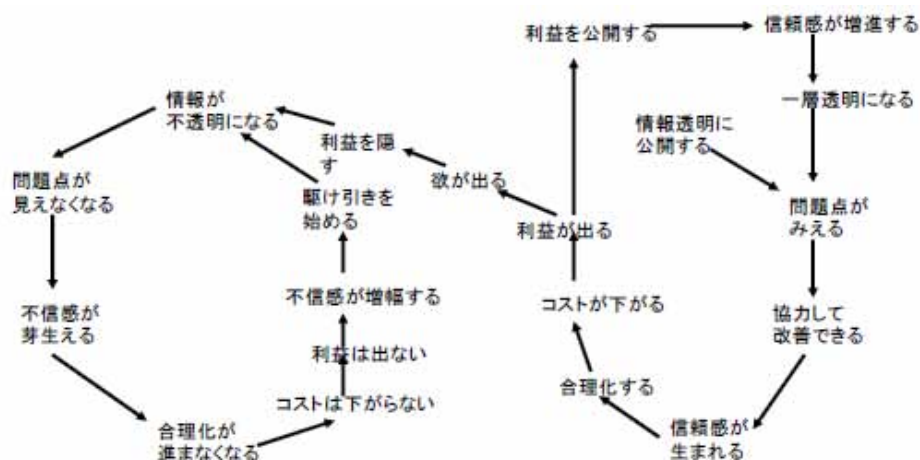 利益を公開する
信頼感が増進する
一層透明になる
情報透明に
公開する
問題点が
みえる
協力して
改善できる
信頼感が
生まれる
合理化する
コストが下がる
利益が出る
欲が出る
利益を隠
す
情報が
不透明になる
問題点が
見えなくなる
不信感が
芽生える
合理化が
進まなくなる
コストは下がらない
利益は出ない
不信感が増幅する
駆け引きを
始める